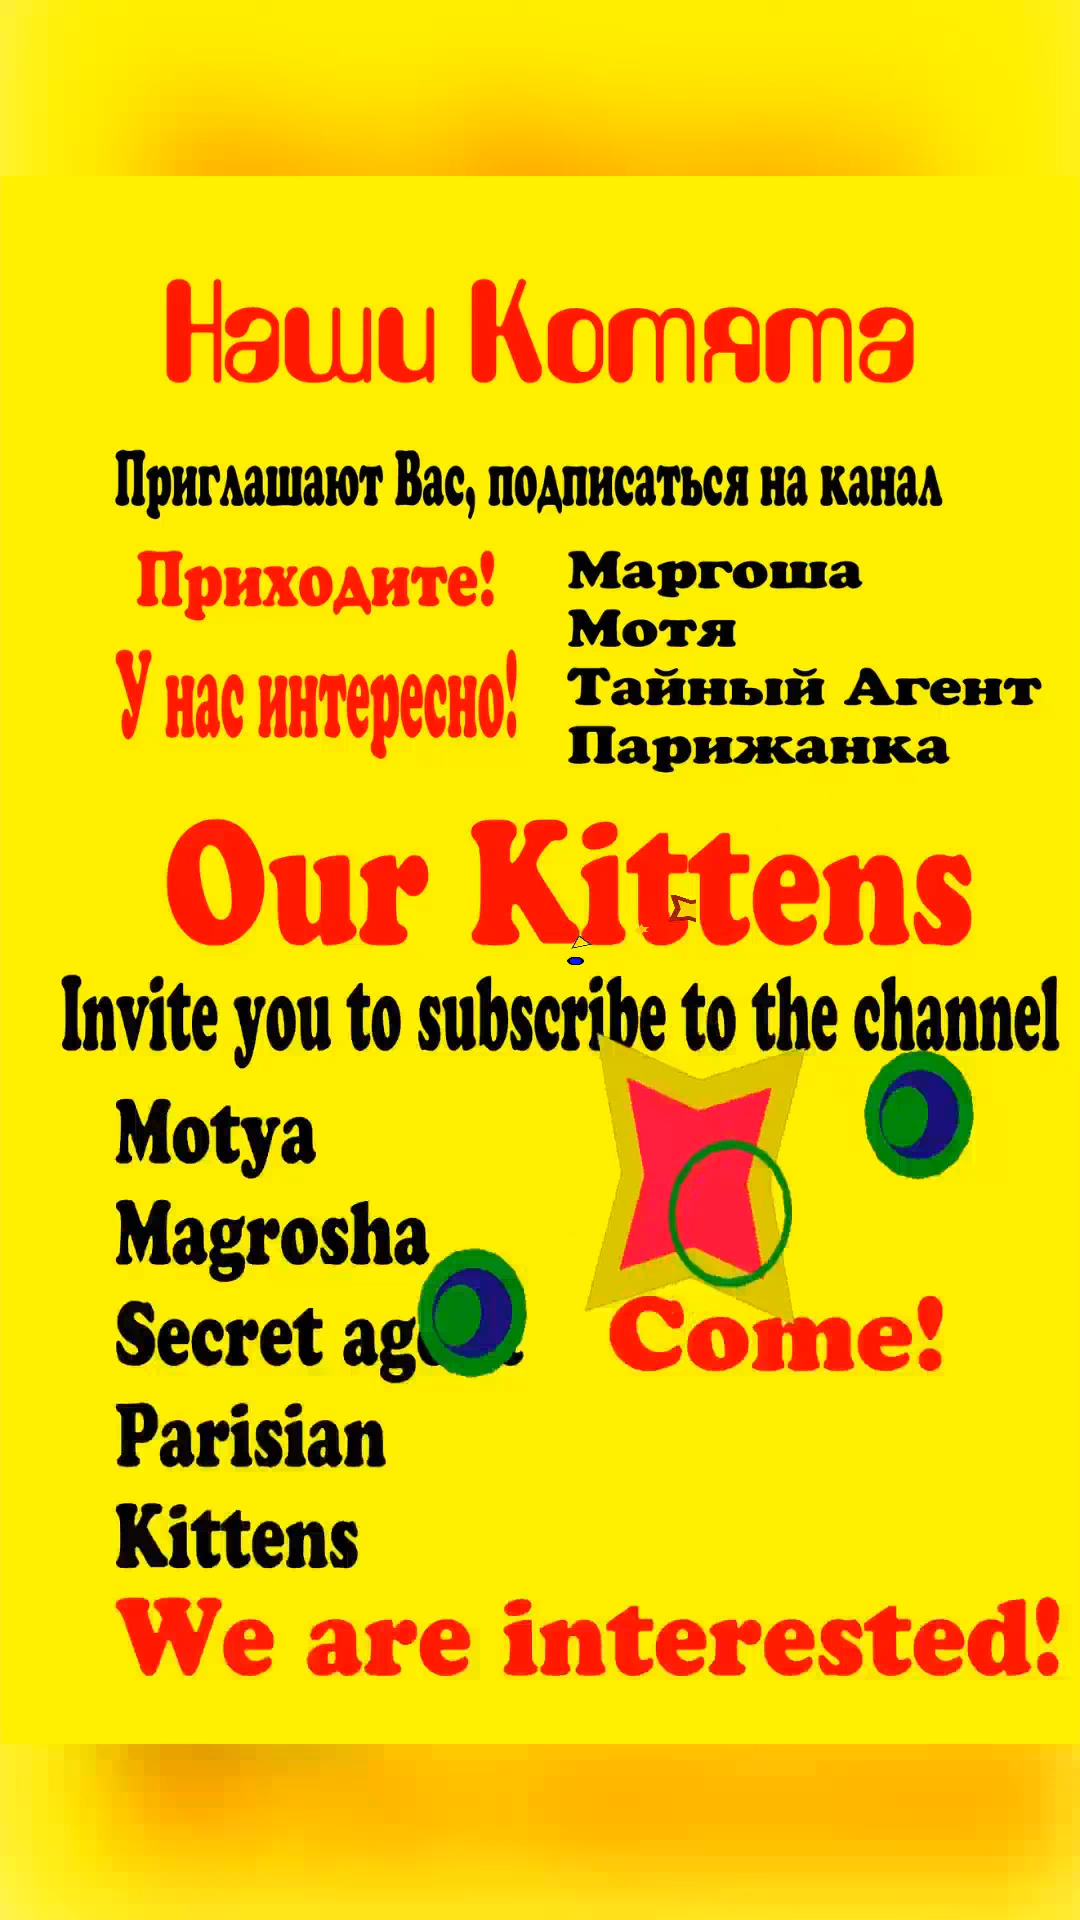 Наши Котята
Приглашают Вас, подписаться на канал
Приходите!
У нас интересно!
Маргоша
Мотя
Тайный Агент
Парижанка
Our Kittens
Invite you to subscribe to the channel
Motya
Magrosha
Secret
Parisian
Kittens
Come!
We are interested!